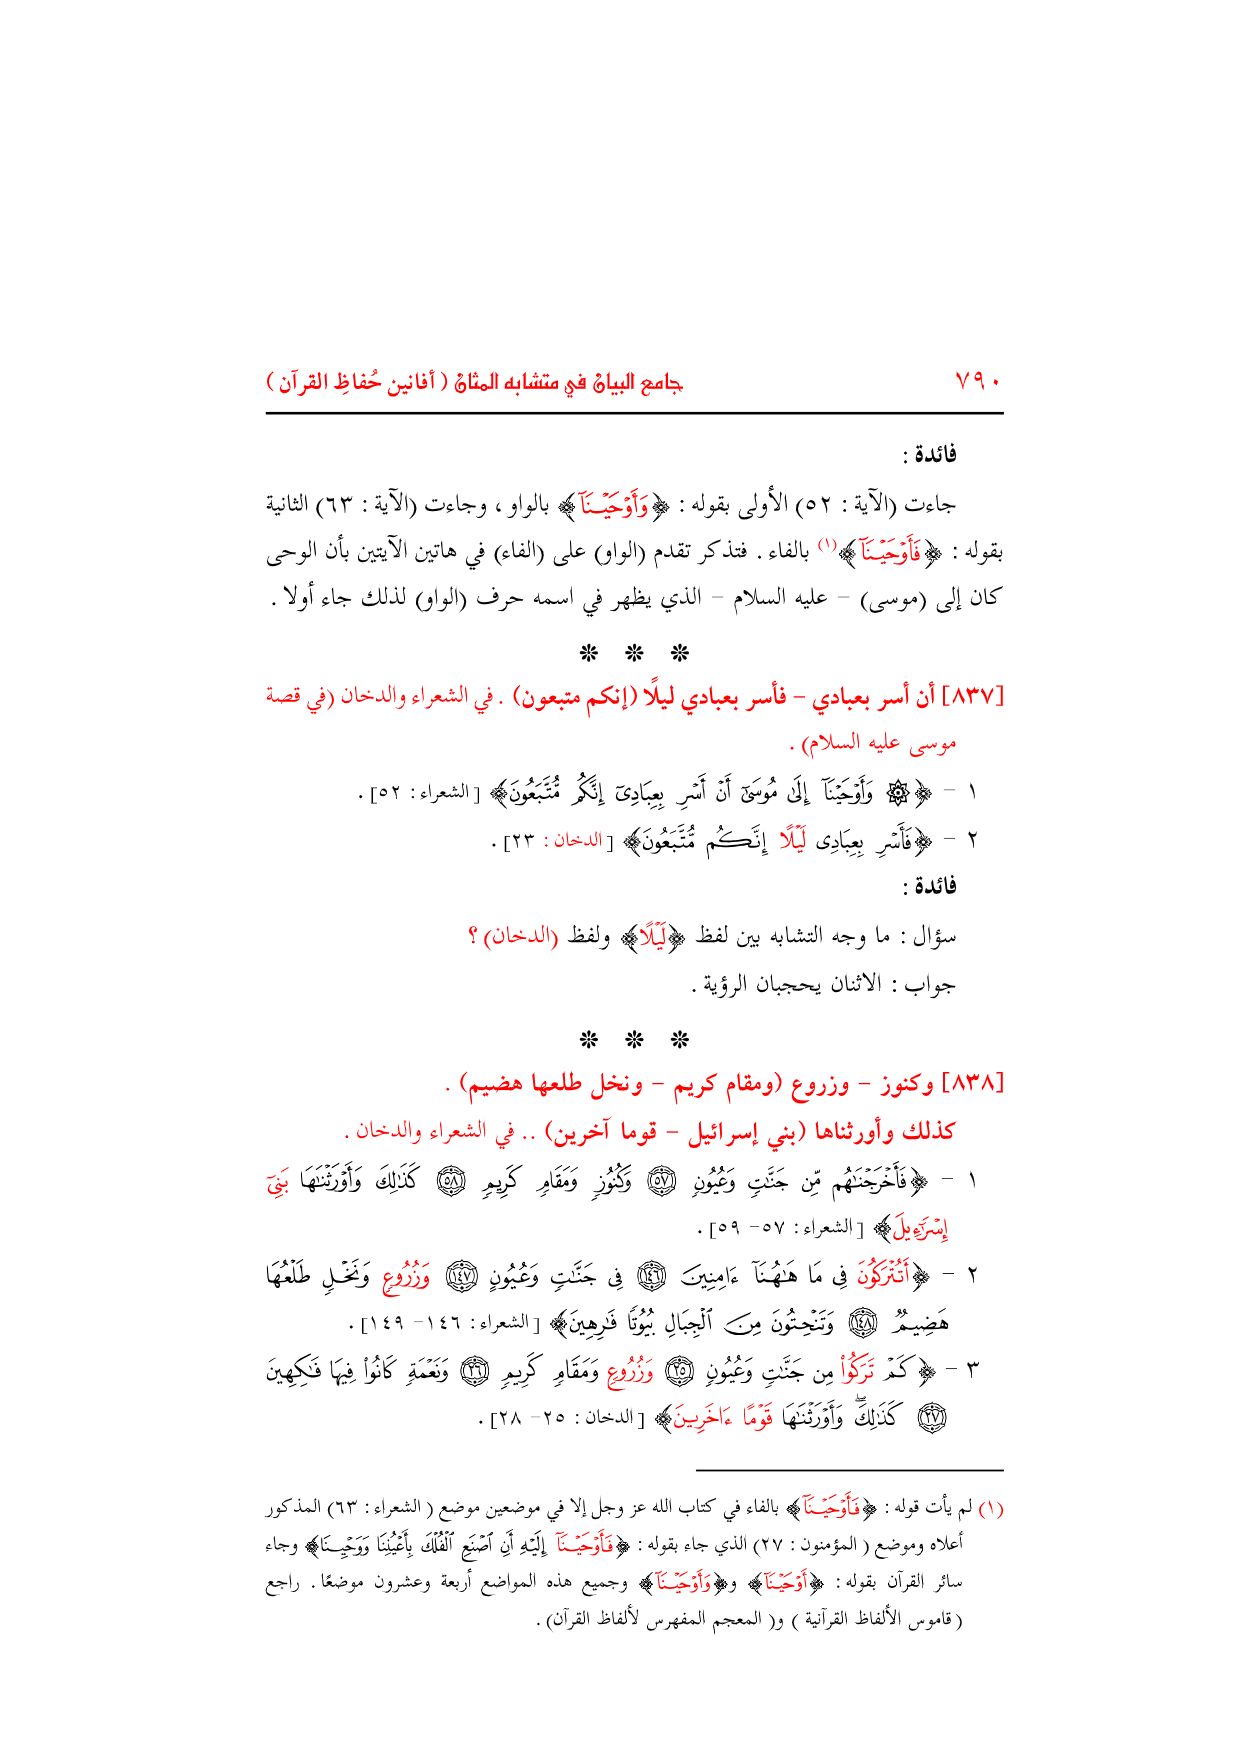 ٧٩٠ جامع البيان في متشابه المثان ( أفانين حُفاظِ القرآن )
فائدة :
جاءت (الآية : ٥٢) الأولى بقوله : ﴿وَأَوْحَيْنَآ﴾ بالواو ، وجاءت (الآية : ٦٣) الثانية
بقوله : ﴿فَأَوْحَيْنَآ﴾(١) بالفاء . فتذكر تقدم (الواو) على (الفاء) في هاتين الآيتين بأن الوحى
كان إلى (موسى) – عليه السلام – الذي يظهر في اسمه حرف (الواو) لذلك جاء أولا .
❊ ❊ ❊
[٨٣٧] أن أسر بعبادي – فأسر بعبادي ليلًا (إنكم متبعون) . في الشعراء والدخان (في قصة
موسى عليه السلام) .
١ – ﴿۞ وَأَوْحَيْنَآ إِلَىٰ مُوسَىٰٓ أَنْ أَسْرِ بِعِبَادِىٓ إِنَّكُم مُّتَّبَعُونَ﴾ [الشعراء : ٥٢] .
٢ – ﴿فَأَسْرِ بِعِبَادِى لَيْلًا إِنَّكُم مُّتَّبَعُونَ﴾ [الدخان : ٢٣] .
فائدة :
سؤال : ما وجه التشابه بين لفظ ﴿لَيْلًا﴾ ولفظ (الدخان) ؟
جواب : الاثنان يحجبان الرؤية .
❊ ❊ ❊
[٨٣٨] وكنوز – وزروع (ومقام كريم – ونخل طلعها هضيم) .
كذلك وأورثناها (بني إسرائيل – قوما آخرين) .. في الشعراء والدخان .
١ – ﴿فَأَخْرَجْنَٰهُم مِّن جَنَّٰتٍ وَعُيُونٍ ۝٥٧ وَكُنُوزٍ وَمَقَامٍ كَرِيمٍ ۝٥٨ كَذَٰلِكَ وَأَوْرَثْنَٰهَا بَنِىٓ
إِسْرَٰٓءِيلَ﴾ [الشعراء : ٥٧– ٥٩] .
٢ – ﴿أَتُتْرَكُونَ فِى مَا هَٰهُنَآ ءَامِنِينَ ۝١٤٦ فِى جَنَّٰتٍ وَعُيُونٍ ۝١٤٧ وَزُرُوعٍ وَنَخْلٍ طَلْعُهَا
هَضِيمٌ ۝١٤٨ وَتَنْحِتُونَ مِنَ ٱلْجِبَالِ بُيُوتًا فَٰرِهِينَ﴾ [الشعراء : ١٤٦– ١٤٩] .
٣ – ﴿كَمْ تَرَكُوا۟ مِن جَنَّٰتٍ وَعُيُونٍ ۝٢٥ وَزُرُوعٍ وَمَقَامٍ كَرِيمٍ ۝٢٦ وَنَعْمَةٍ كَانُوا۟ فِيهَا فَٰكِهِينَ
۝٢٧ كَذَٰلِكَ ۖ وَأَوْرَثْنَٰهَا قَوْمًا ءَاخَرِينَ﴾ [الدخان : ٢٥– ٢٨] .
(١) لم يأت قوله : ﴿فَأَوْحَيْنَآ﴾ بالفاء في كتاب الله عز وجل إلا في موضعين موضع ( الشعراء : ٦٣) المذكور
أعلاه وموضع ( المؤمنون : ٢٧) الذي جاء بقوله : ﴿فَأَوْحَيْنَآ إِلَيْهِ أَنِ ٱصْنَعِ ٱلْفُلْكَ بِأَعْيُنِنَا وَوَحْيِنَا﴾ وجاء
سائر القرآن بقوله : ﴿أَوْحَيْنَآ﴾ و﴿وَأَوْحَيْنَآ﴾ وجميع هذه المواضع أربعة وعشرون موضعًا . راجع
( قاموس الألفاظ القرآنية ) و( المعجم المفهرس لألفاظ القرآن) .